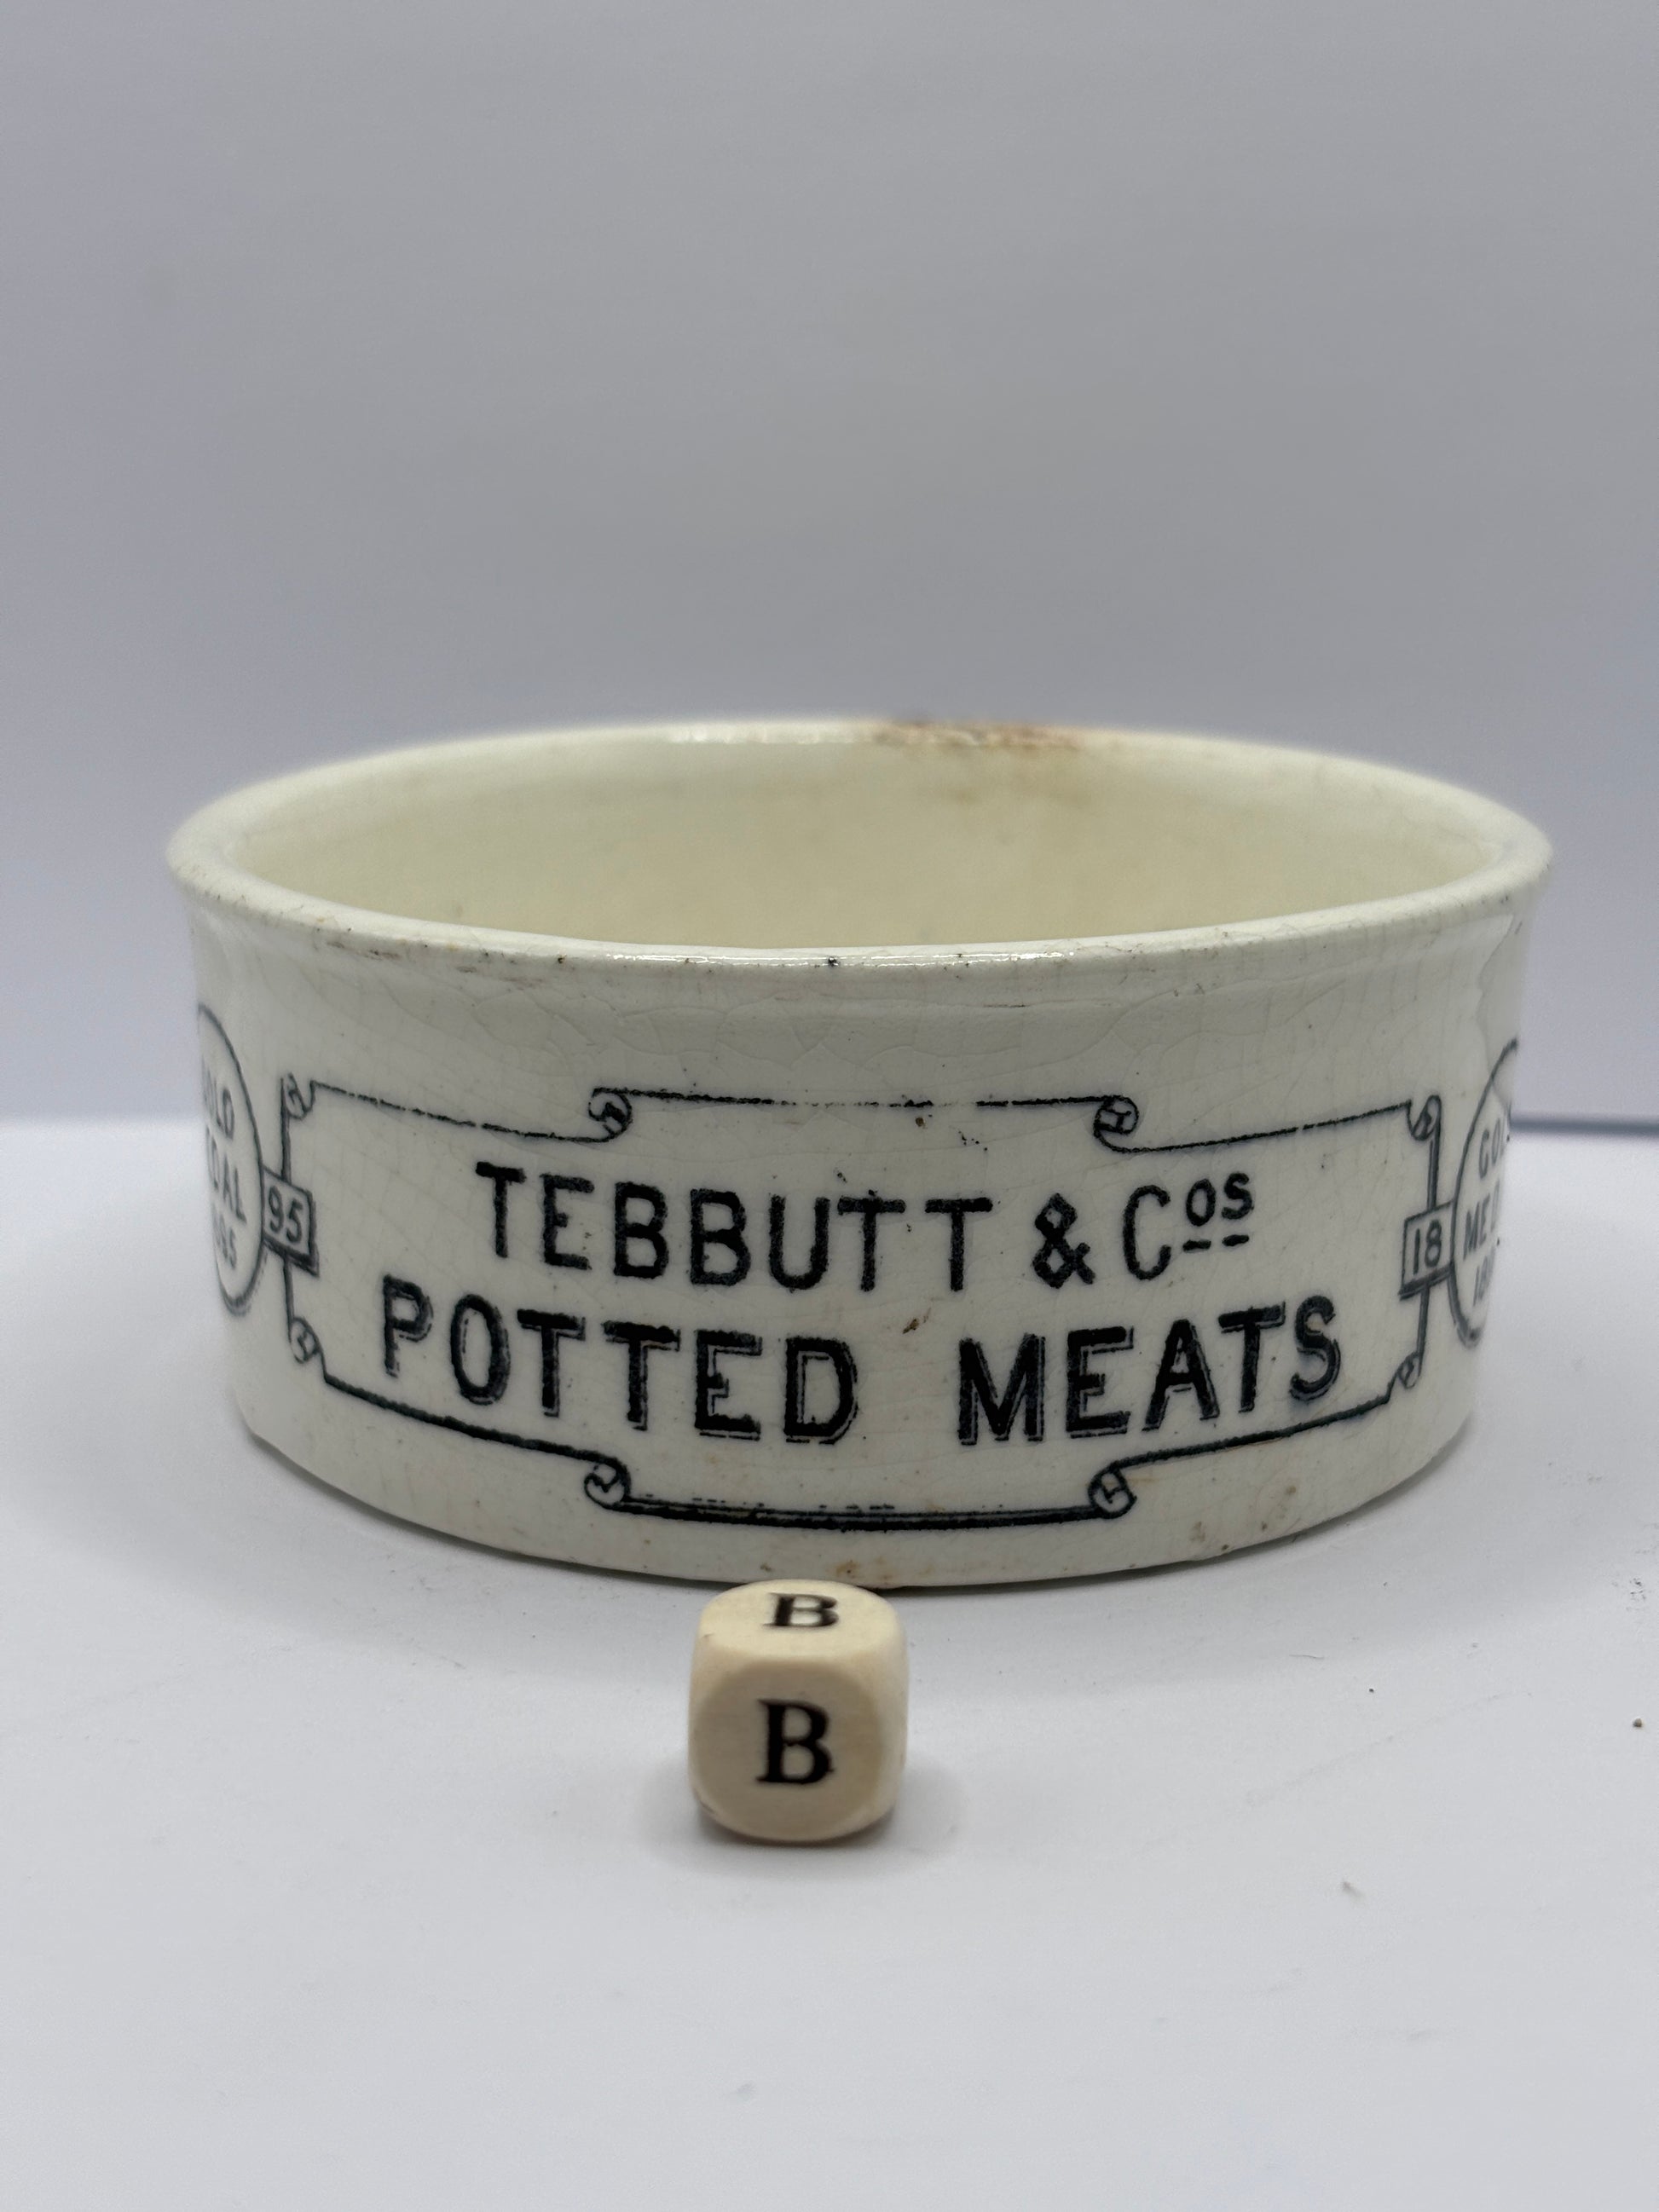 95
TEBBUTT & Cos
POTTED MEATS
18
B
B